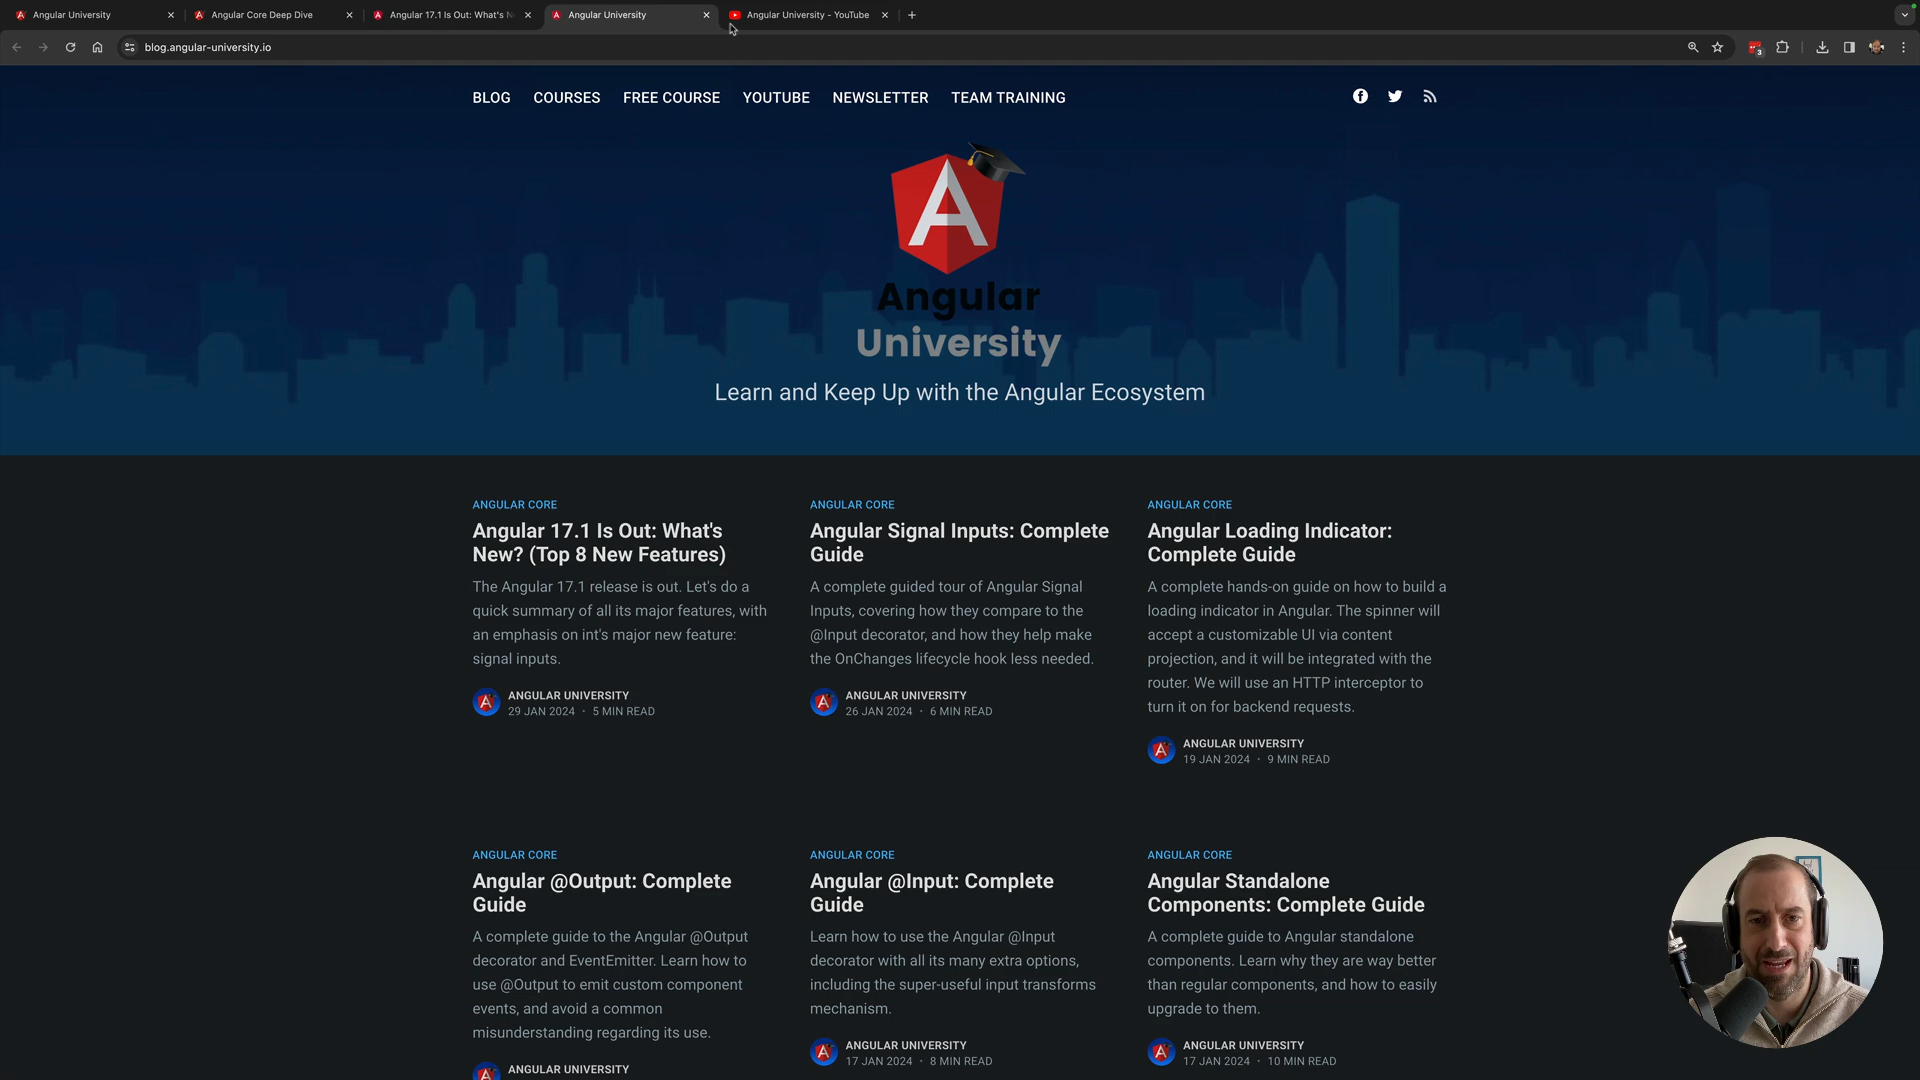 Angular University
Angular Core Deep Dive
Angular 17.1 Is Out: What's N
Angular University
Angular University - YouTube
blog.angular-university.io
3
BLOG
COURSES
FREE COURSE
YOUTUBE
NEWSLETTER
TEAM TRAINING
Angular
University
Learn and Keep Up with the Angular Ecosystem
ANGULAR CORE
Angular 17.1 Is Out: What's
New? (Top 8 New Features)
The Angular 17.1 release is out. Let's do a
quick summary of all its major features, with
an emphasis on int's major new feature:
signal inputs.
ANGULAR UNIVERSITY
29 JAN 2024 • 5 MIN READ
ANGULAR CORE
Angular Signal Inputs: Complete
Guide
A complete guided tour of Angular Signal
Inputs, covering how they compare to the
@Input decorator, and how they help make
the OnChanges lifecycle hook less needed.
ANGULAR UNIVERSITY
26 JAN 2024 • 6 MIN READ
ANGULAR CORE
Angular Loading Indicator:
Complete Guide
A complete hands-on guide on how to build a
loading indicator in Angular. The spinner will
accept a customizable UI via content
projection, and it will be integrated with the
router. We will use an HTTP interceptor to
turn it on for backend requests.
ANGULAR UNIVERSITY
19 JAN 2024 • 9 MIN READ
ANGULAR CORE
Angular @Output: Complete
Guide
A complete guide to the Angular @Output
decorator and EventEmitter. Learn how to
use @Output to emit custom component
events, and avoid a common
misunderstanding regarding its use.
ANGULAR UNIVERSITY
ANGULAR CORE
Angular @Input: Complete
Guide
Learn how to use the Angular @Input
decorator with all its many extra options,
including the super-useful input transforms
mechanism.
ANGULAR UNIVERSITY
17 JAN 2024 • 8 MIN READ
ANGULAR CORE
Angular Standalone
Components: Complete Guide
A complete guide to Angular standalone
components. Learn why they are way better
than regular components, and how to easily
upgrade to them.
ANGULAR UNIVERSITY
17 JAN 2024 • 10 MIN READ